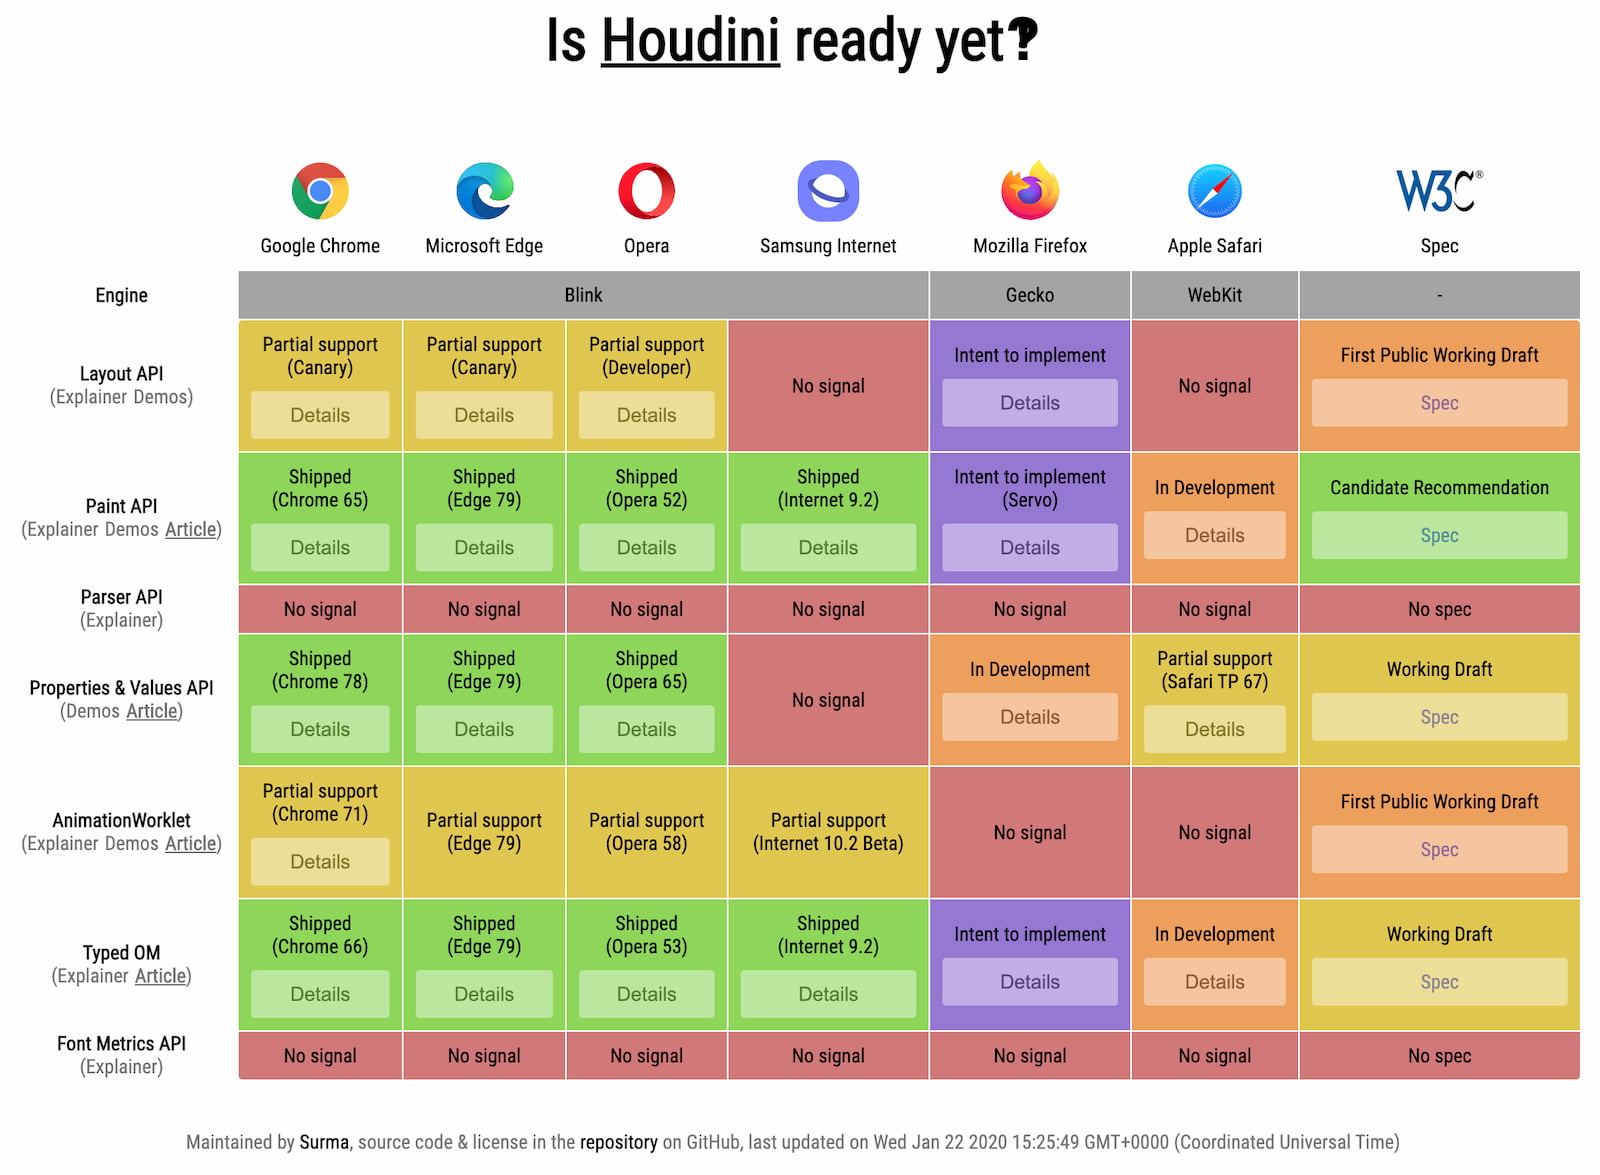 Is Houdini ready yet?
W3C®
Google Chrome
Microsoft Edge
Opera
Samsung Internet
Mozilla Firefox
Apple Safari
Spec
Engine
Blink
Gecko
WebKit
-
Layout API
(Explainer Demos)
Partial support
(Canary)
Details
Partial support
(Canary)
Details
Partial support
(Developer)
Details
No signal
Intent to implement
Details
No signal
First Public Working Draft
Spec
Paint API
(Explainer Demos Article)
Shipped
(Chrome 65)
Details
Shipped
(Edge 79)
Details
Shipped
(Opera 52)
Details
Shipped
(Internet 9.2)
Details
Intent to implement
(Servo)
Details
In Development
Details
Candidate Recommendation
Spec
Parser API
(Explainer)
No signal
No signal
No signal
No signal
No signal
No signal
No spec
Properties & Values API
(Demos Article)
Shipped
(Chrome 78)
Details
Shipped
(Edge 79)
Details
Shipped
(Opera 65)
Details
No signal
In Development
Details
Partial support
(Safari TP 67)
Details
Working Draft
Spec
AnimationWorklet
(Explainer Demos Article)
Partial support
(Chrome 71)
Details
Partial support
(Edge 79)
Partial support
(Opera 58)
Partial support
(Internet 10.2 Beta)
No signal
No signal
First Public Working Draft
Spec
Typed OM
(Explainer Article)
Shipped
(Chrome 66)
Details
Shipped
(Edge 79)
Details
Shipped
(Opera 53)
Details
Shipped
(Internet 9.2)
Details
Intent to implement
Details
In Development
Details
Working Draft
Spec
Font Metrics API
(Explainer)
No signal
No signal
No signal
No signal
No signal
No signal
No spec
Maintained by Surma, source code & license in the repository on GitHub, last updated on Wed Jan 22 2020 15:25:49 GMT+0000 (Coordinated Universal Time)